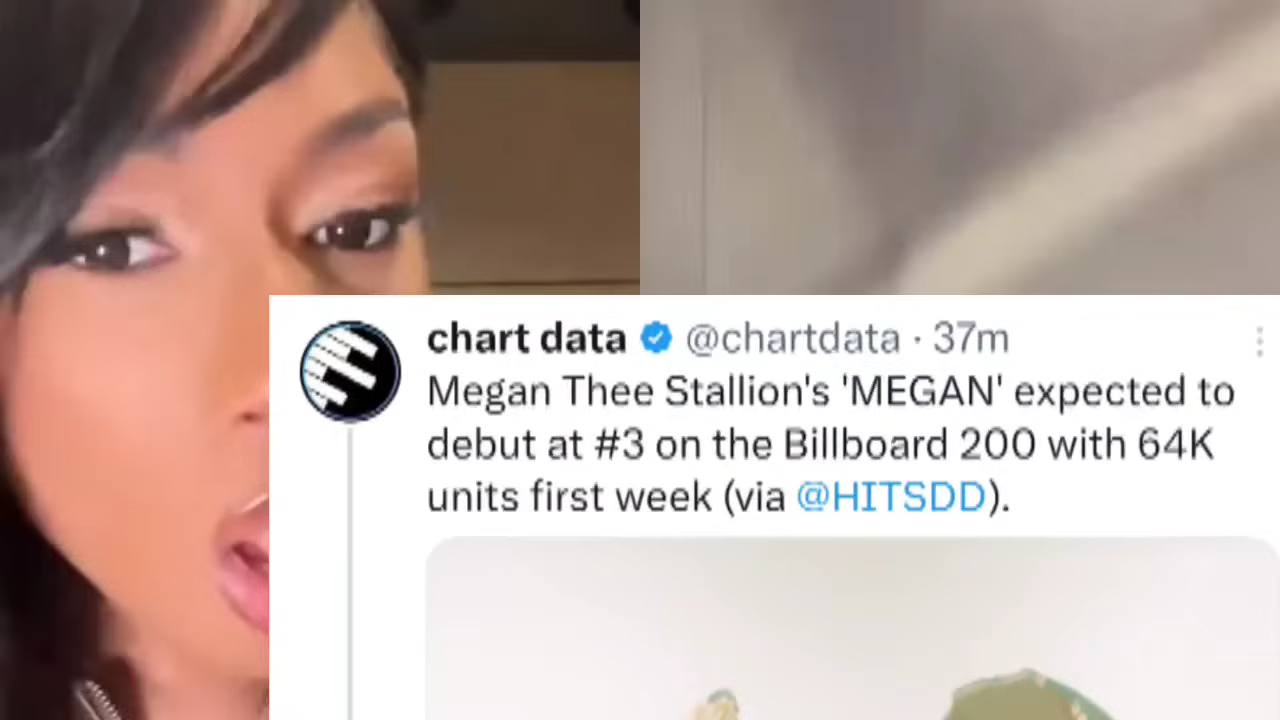 chart data @chartdata · 37m
Megan Thee Stallion's 'MEGAN' expected to
debut at #3 on the Billboard 200 with 64K
units first week (via @HITSDD).